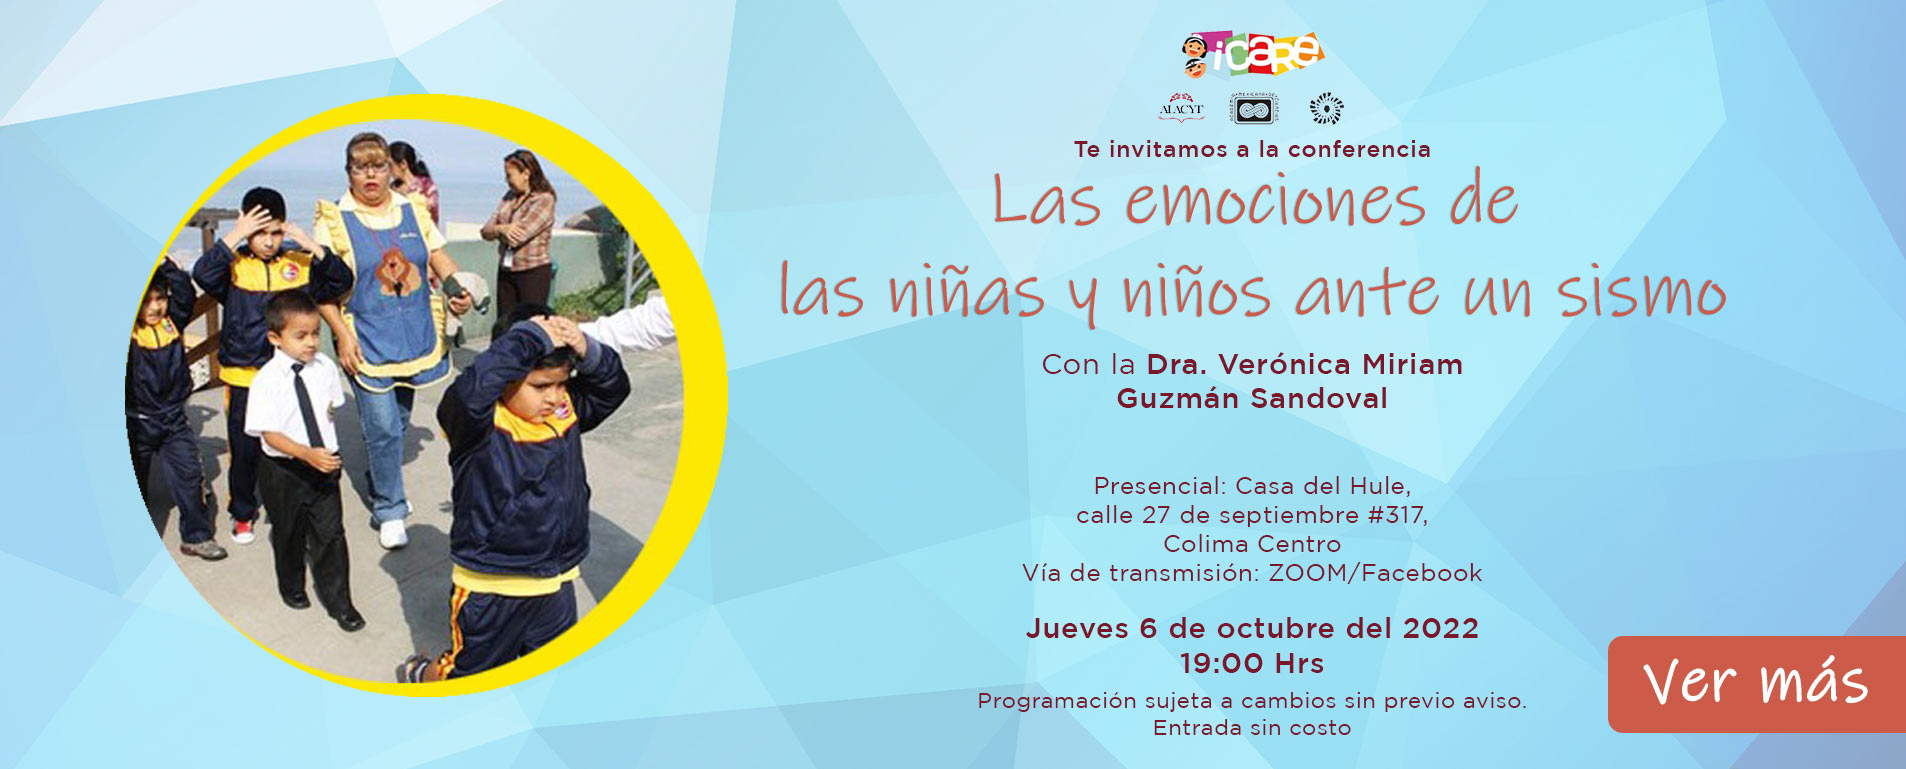 iCARE
ALACYT
Te invitamos a la conferencia
Las emociones de
las niñas y niños ante un sismo
Con la Dra. Verónica Miriam
Guzmán Sandoval
Presencial: Casa del Hule,
calle 27 de septiembre #317,
Colima Centro
Vía de transmisión: ZOOM/Facebook
Jueves 6 de octubre del 2022
19:00 Hrs
Programación sujeta a cambios sin previo aviso.
Entrada sin costo
Ver más